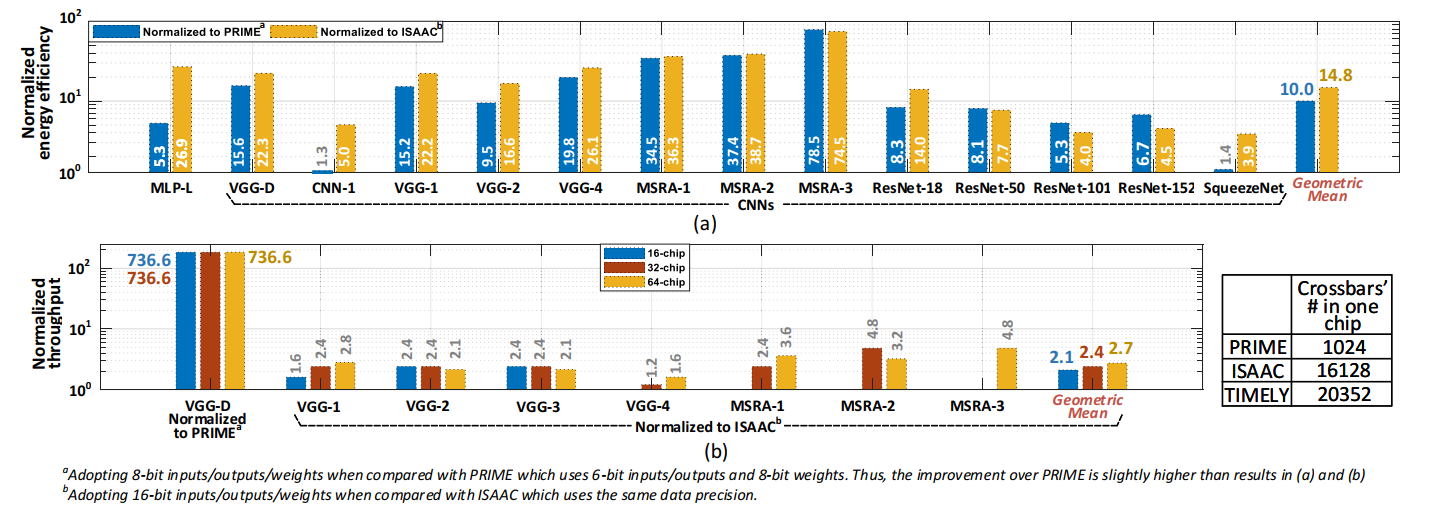 10^2
10^1
10^0
Normalized
energy efficiency
Normalized to PRIME^a
Normalized to ISAAC^b
5.3
26.9
15.6
22.3
1.3
5.0
15.2
22.2
9.5
16.6
19.8
26.1
34.5
36.3
37.4
38.7
78.5
74.5
8.3
14.0
8.1
7.7
5.3
4.0
6.7
4.5
1.4
3.9
10.0
14.8
MLP-L
VGG-D
CNN-1
VGG-1
VGG-2
VGG-4
MSRA-1
MSRA-2
MSRA-3
ResNet-18
ResNet-50
ResNet-101
ResNet-152
SqueezeNet
Geometric
Mean
CNNs
(a)
10^2
10^1
10^0
Normalized
throughput
16-chip
32-chip
64-chip
736.6
736.6
736.6
1.6
2.4
2.8
2.4
2.4
2.1
2.4
2.4
2.1
1.2
1.6
2.4
3.6
4.8
3.2
4.8
2.1
2.4
2.7
VGG-D
Normalized
to PRIME^a
VGG-1
VGG-2
VGG-3
VGG-4
MSRA-1
MSRA-2
MSRA-3
Geometric
Mean
Normalized to ISAAC^b
(b)
Crossbars'
# in one
chip
PRIME 1024
ISAAC 16128
TIMELY 20352
^aAdopting 8-bit inputs/outputs/weights when compared with PRIME which uses 6-bit inputs/outputs and 8-bit weights. Thus, the improvement over PRIME is slightly higher than results in (a) and (b)
^bAdopting 16-bit inputs/outputs/weights when compared with ISAAC which uses the same data precision.